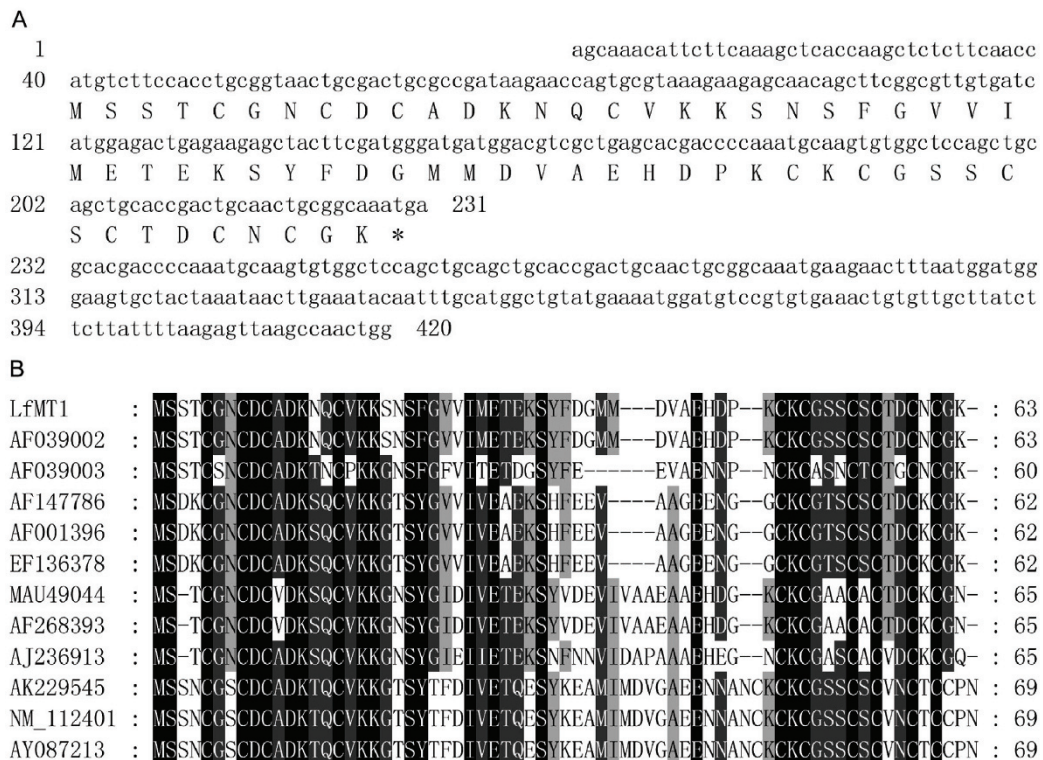 A
1 agcaaacattcttcaaagctcaccaagctctcttcaacc
40 atgtcttccacctgcggtaactgcgactgcgccgataagaaccagtgcgtaaagaagagcaacagcttcggcgttgtgatc
M S S T C G N C D C A D K N Q C V K K S N S F G V V I
121 atggagactgagaagagctacttcgatgggatgatggacgtcgctgagcacgaccccaaatgcaagtgtggctccagctgc
M E T E K S Y F D G M M D V A E H D P K C K C G S S C
202 agctgcaccgactgcaactgcggcaaatga 231
S C T D C N C G K *
232 gcacgaccccaaatgcaagtgtggctccagctgcagctgcaccgactgcaactgcggcaaatgaagaactttaatggatgg
313 gaagtgctactaaataacttgaaatacaatttgcatggctgtatgaaaatggatgtccgtgtgaaactgtgttgcttatct
394 tcttattttaagagttaagccaactgg 420
B
LfMT1 : MSSTCGNCDCADKNQCVKKSNSFGVVIMETEKSYFDGMM---DVAEHDP--KCKCGSSCSCTDCNCGK- : 63
AF039002 : MSSTCGNCDCADKNQCVKKSNSFGVVIMETEKSYFDGMM---DVAEHDP--KCKCGSSCSCTDCNCGK- : 63
AF039003 : MSSTCSNCDCADKTNCPKKGNSFGFVITETDGSYFE------EVAENNP--NCKCASNCTCTGCNCGK- : 60
AF147786 : MSDKCGNCDCADKSQCVKKGTSYGVVIVEAEKSHFEEV----AAGEENG--GCKCGTSCSCTDCKCGK- : 62
AF001396 : MSDKCGNCDCADKSQCVKKGTSYGVVIVEAEKSHFEEV----AAGEENG--GCKCGTSCSCTDCKCGK- : 62
EF136378 : MSDKCGNCDCADKSQCVKKGTSYGVVIVEAEKSHFEEV----AAGEENG--GCKCGTSCSCTDCKCGK- : 62
MAU49044 : MS-TCGNCDCVDKSQCVKKGNSYGIDIVETEKSYVDEVIVAAEAAEHDG--KCKCGAACACTDCKCGN- : 65
AF268393 : MS-TCGNCDCVDKSQCVKKGNSYGIDIVETEKSYVDEVIVAAEAAEHDG--KCKCGAACACTDCKCGN- : 65
AJ236913 : MS-TCGNCDCADKSQCVKKGNSYGIEIIETEKSNFNNVIDAPAAAEHEG--NCKCGASCACVDCKCGQ- : 65
AK229545 : MSSNCGSCDCADKTQCVKKGTSYTFDIVETQESYKEAMIMDVGAEENNANCKCKCGSSCSCVNCTCCPN : 69
NM_112401 : MSSNCGSCDCADKTQCVKKGTSYTFDIVETQESYKEAMIMDVGAEENNANCKCKCGSSCSCVNCTCCPN : 69
AY087213 : MSSNCGSCDCADKTQCVKKGTSYTFDIVETQESYKEAMIMDVGAEENNANCKCKCGSSCSCVNCTCCPN : 69